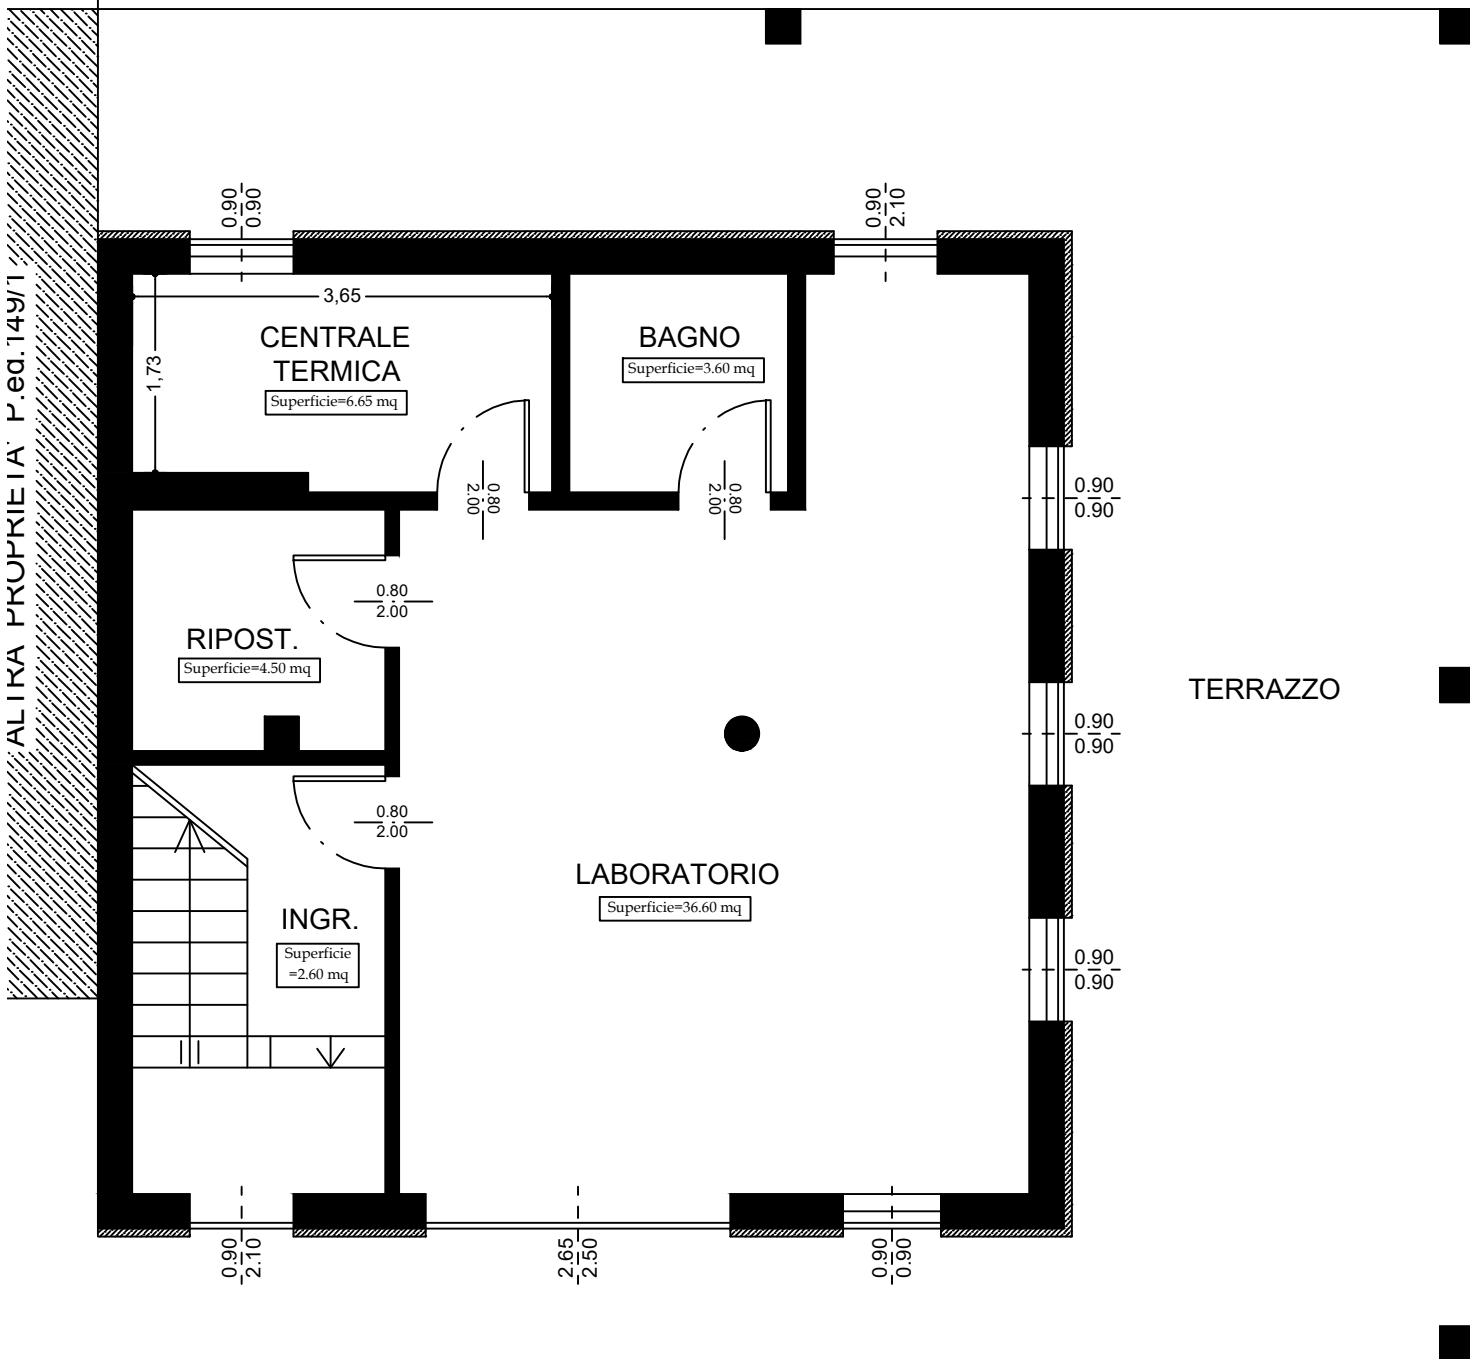 0.90
0.90
0.90
2.10
3,65
1,73
CENTRALE
TERMICA
Superficie=6.65 mq
BAGNO
Superficie=3.60 mq
0.80
2.00
0.80
2.00
0.90
0.90
ALTRA PROPRIETA' P.ed.149/1
0.80
2.00
RIPOST.
Superficie=4.50 mq
TERRAZZO
0.90
0.90
0.80
2.00
LABORATORIO
Superficie=36.60 mq
INGR.
Superficie
=2.60 mq
0.90
0.90
0.90
2.10
2.65
2.50
0.90
0.90